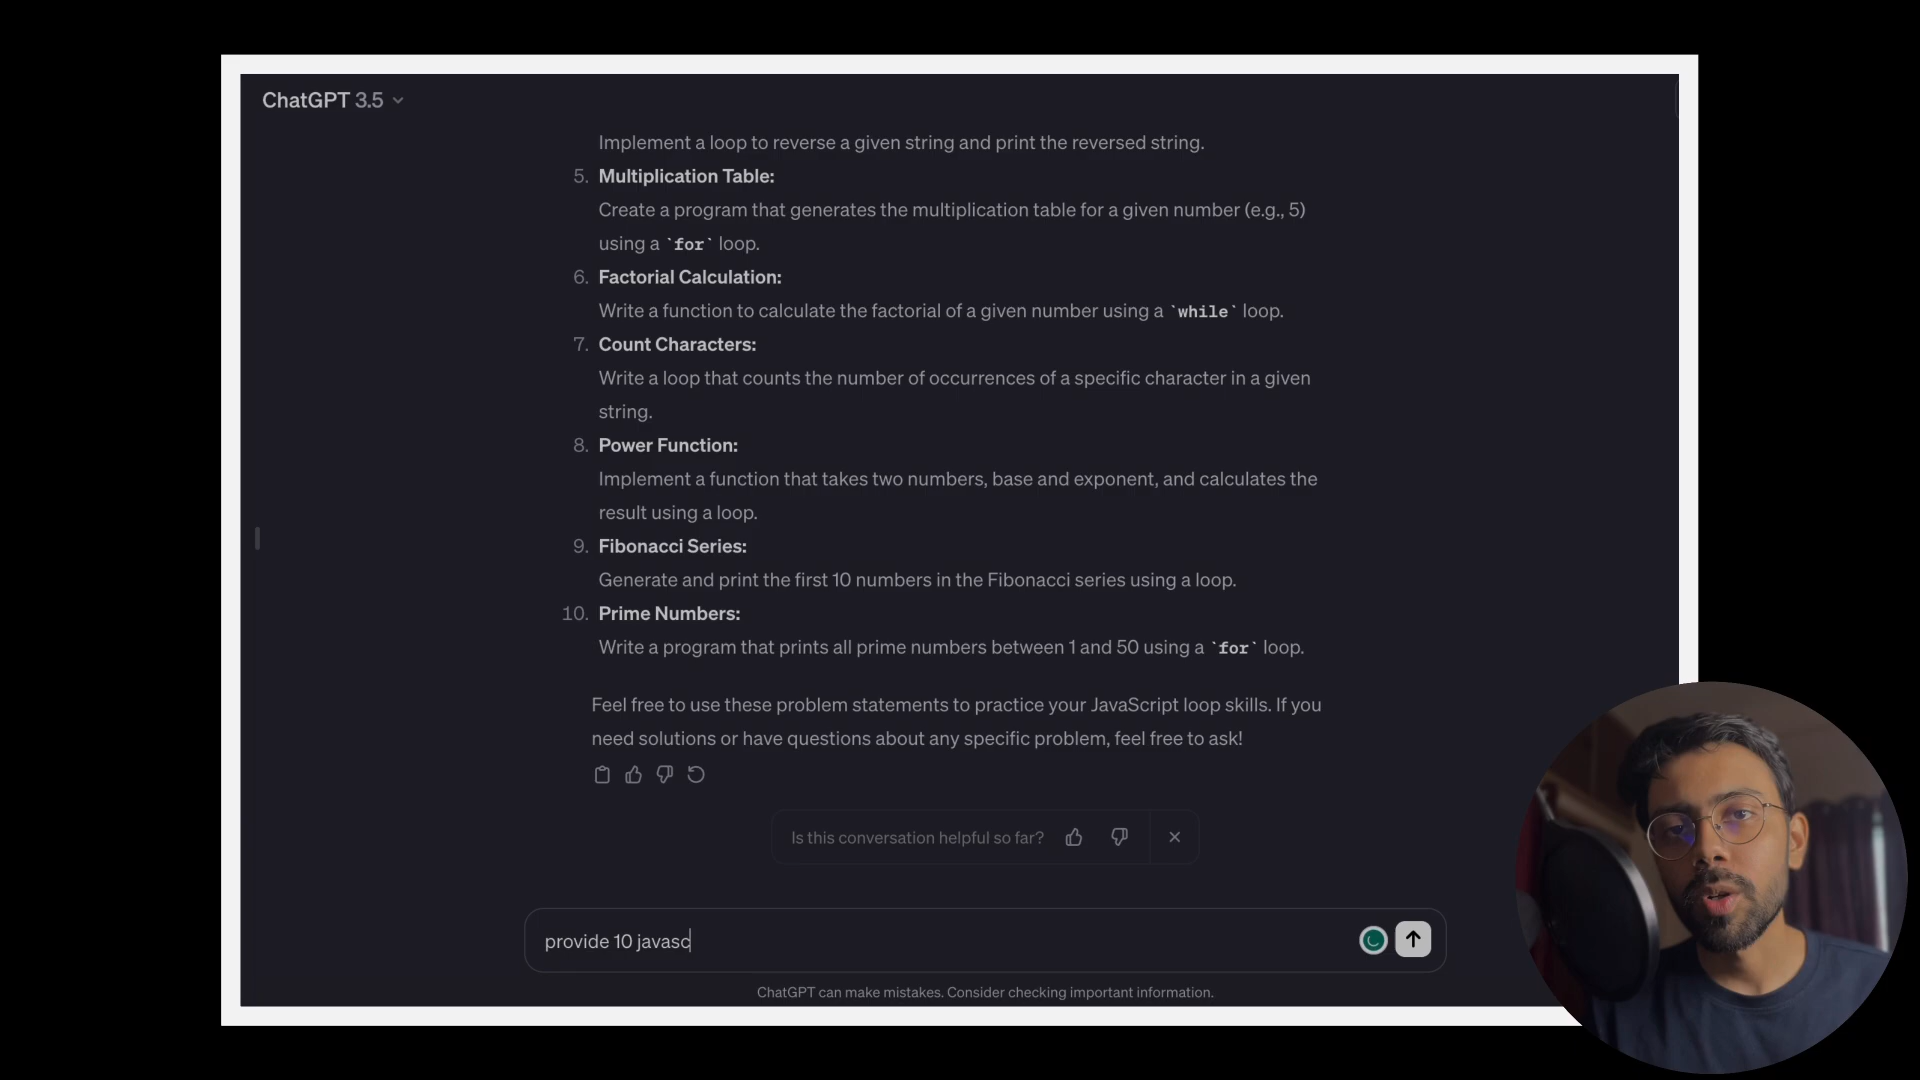 ChatGPT 3.5
Implement a loop to reverse a given string and print the reversed string.
5. Multiplication Table:
Create a program that generates the multiplication table for a given number (e.g., 5)
using a `for` loop.
6. Factorial Calculation:
Write a function to calculate the factorial of a given number using a `while` loop.
7. Count Characters:
Write a loop that counts the number of occurrences of a specific character in a given
string.
8. Power Function:
Implement a function that takes two numbers, base and exponent, and calculates the
result using a loop.
9. Fibonacci Series:
Generate and print the first 10 numbers in the Fibonacci series using a loop.
10. Prime Numbers:
Write a program that prints all prime numbers between 1 and 50 using a `for` loop.
Feel free to use these problem statements to practice your JavaScript loop skills. If you
need solutions or have questions about any specific problem, feel free to ask!
Is this conversation helpful so far?
provide 10 javasc
ChatGPT can make mistakes. Consider checking important information.